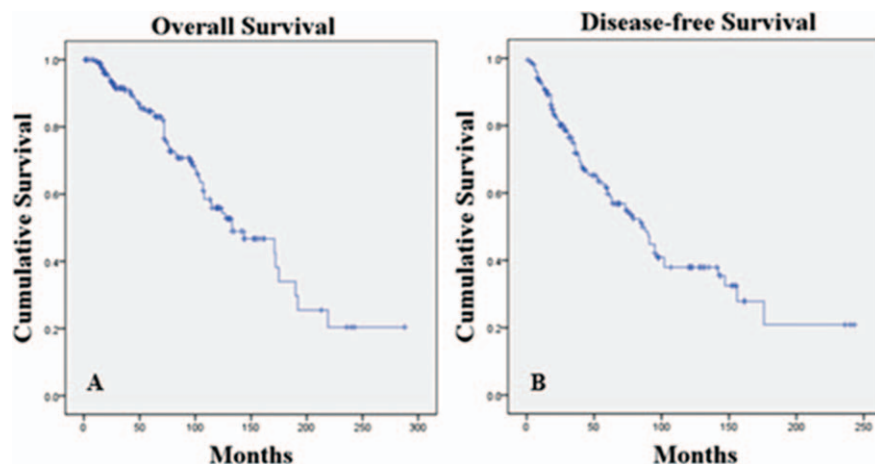 Overall Survival
Cumulative Survival
1.0
0.8
0.6
0.4
0.2
0.0
A
0 50 100 150 200 250 300
Months
Disease-free Survival
Cumulative Survival
1.0
0.8
0.6
0.4
0.2
0.0
B
0 50 100 150 200 250
Months